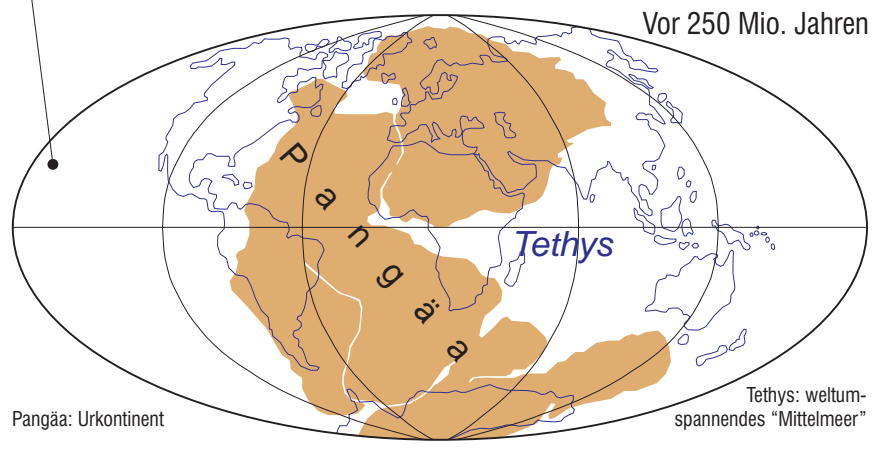 Vor 250 Mio. Jahren
Pangäa
Tethys
Pangäa: Urkontinent
Tethys: weltum-
spannendes “Mittelmeer”